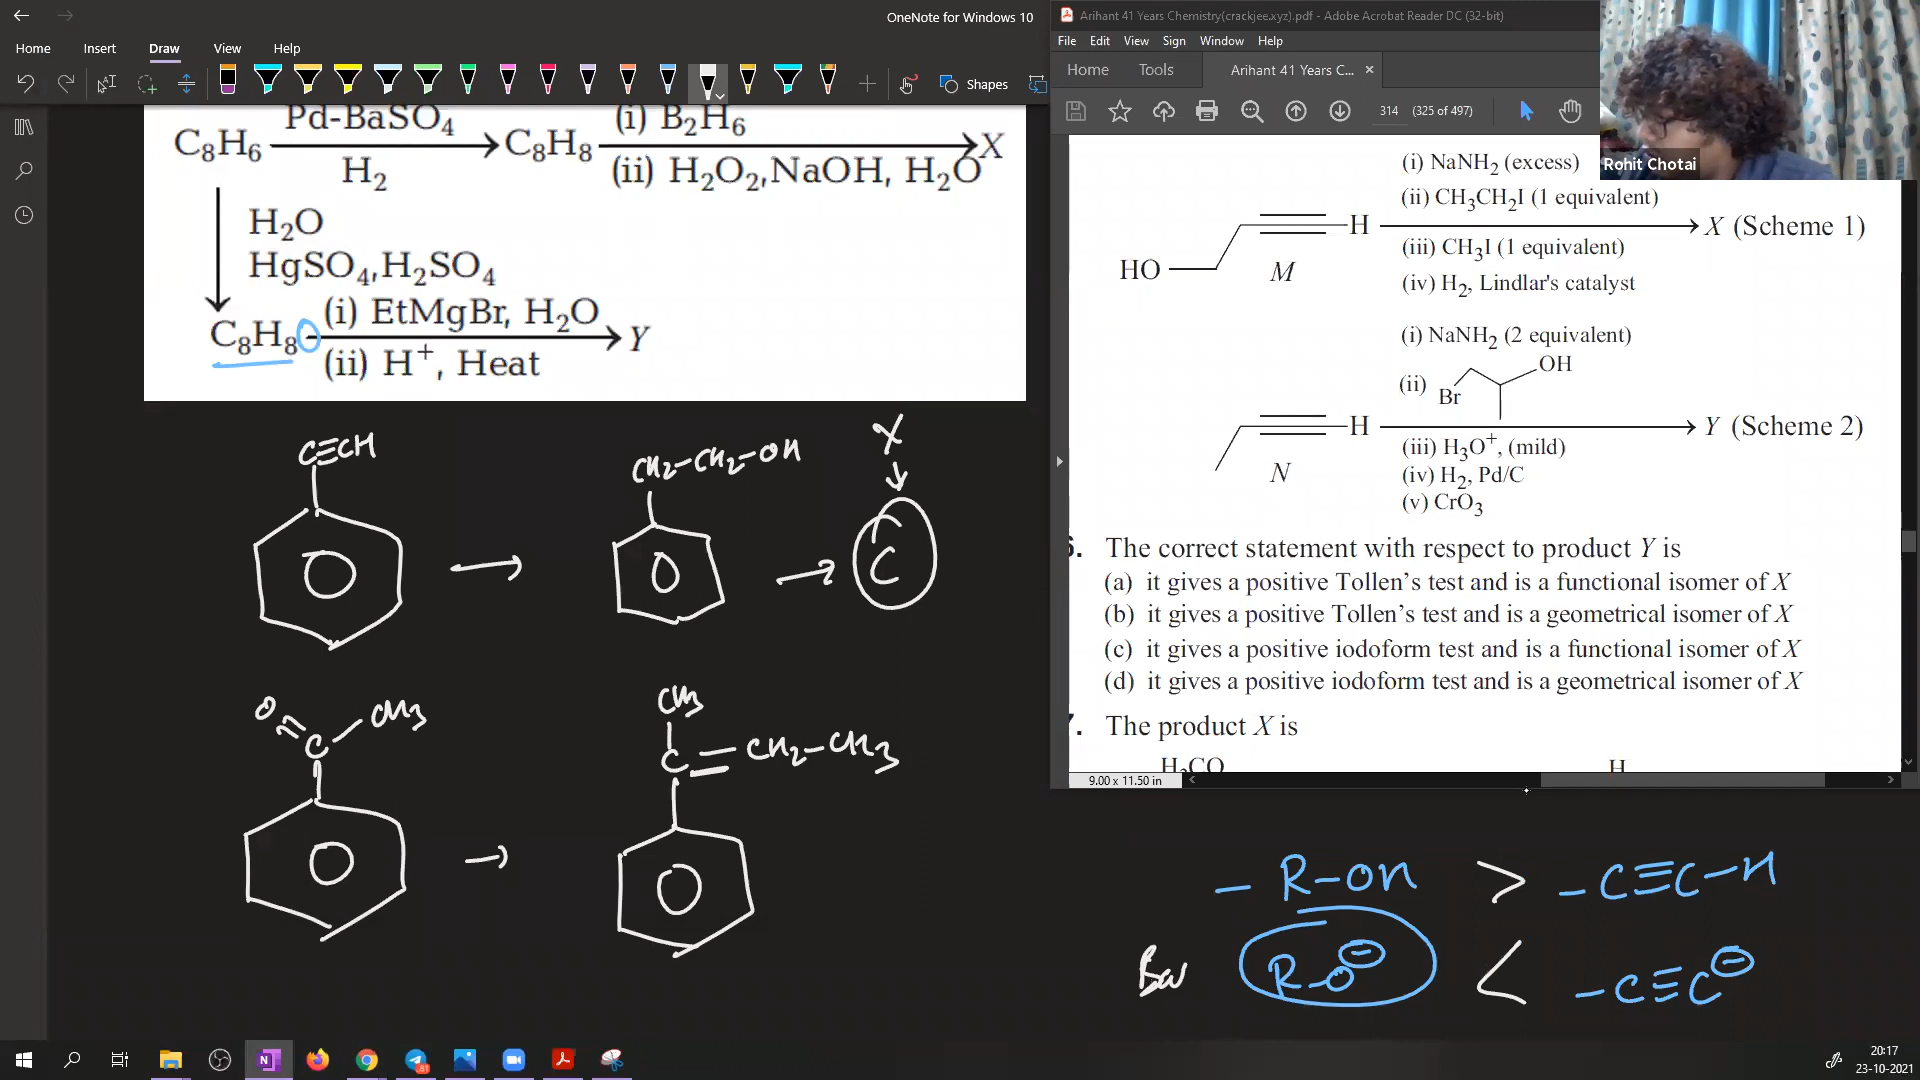 OneNote for Windows 10
Home Insert Draw View Help
Shapes
Pd-BaSO4
C8H6 H2 C8H8 (i) B2H6 X
(ii) H2O2,NaOH, H2O
H2O
HgSO4,H2SO4
C8H8O (i) EtMgBr, H2O Y
(ii) H+, Heat
C≡CH
CH2-CH2-OH
X
C
O CH3
C
CH3
C=CH2-CH3
Arihant 41 Years Chemistry(crackjee.xyz).pdf - Adobe Acrobat Reader DC (32-bit)
File Edit View Sign Window Help
Home Tools Arihant 41 Years C... ×
314 (325 of 497)
Rohit Chotai
(i) NaNH2 (excess)
(ii) CH3CH2I (1 equivalent)
H X (Scheme 1)
(iii) CH3I (1 equivalent)
HO M
(iv) H2, Lindlar's catalyst
(i) NaNH2 (2 equivalent)
(ii) Br OH
H Y (Scheme 2)
(iii) H3O+, (mild)
N (iv) H2, Pd/C
(v) CrO3
6. The correct statement with respect to product Y is
(a) it gives a positive Tollen's test and is a functional isomer of X
(b) it gives a positive Tollen's test and is a geometrical isomer of X
(c) it gives a positive iodoform test and is a functional isomer of X
(d) it gives a positive iodoform test and is a geometrical isomer of X
7. The product X is
H3CO H
9.00 x 11.50 in
- R-OH > -C≡C-H
R-O⊖ < -C≡C⊖
20:17
23-10-2021